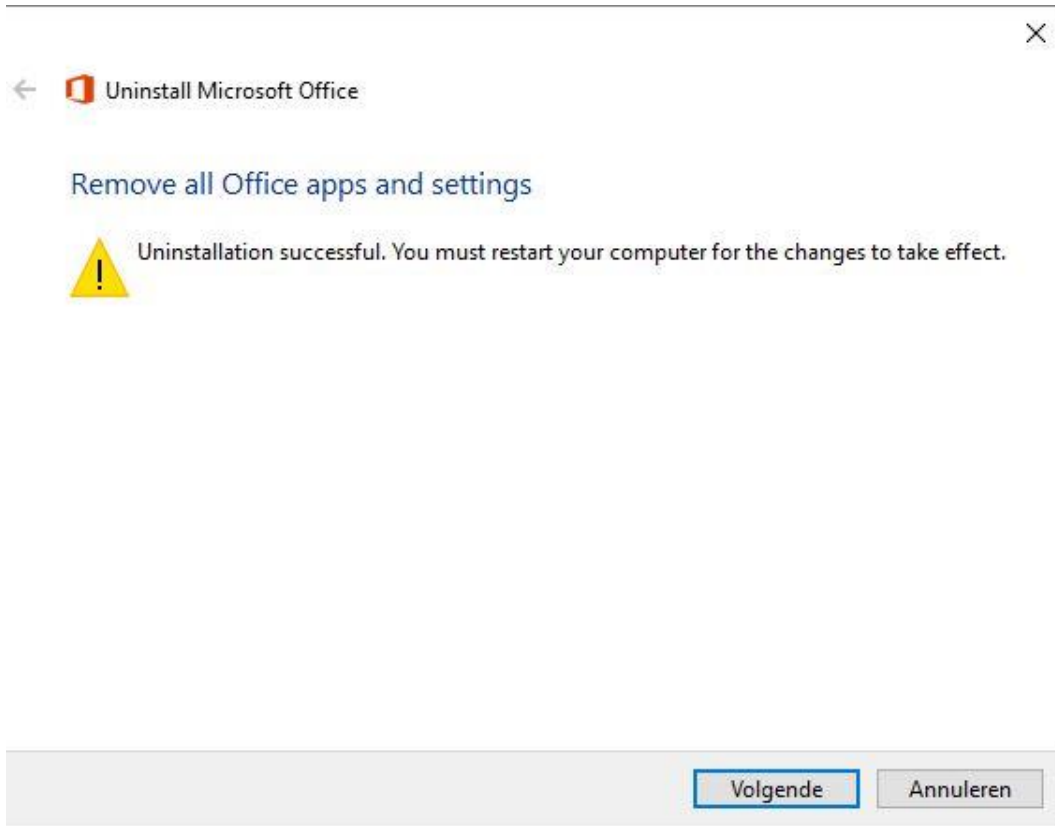 Uninstall Microsoft Office
Remove all Office apps and settings
Uninstallation successful. You must restart your computer for the changes to take effect.
Volgende
Annuleren